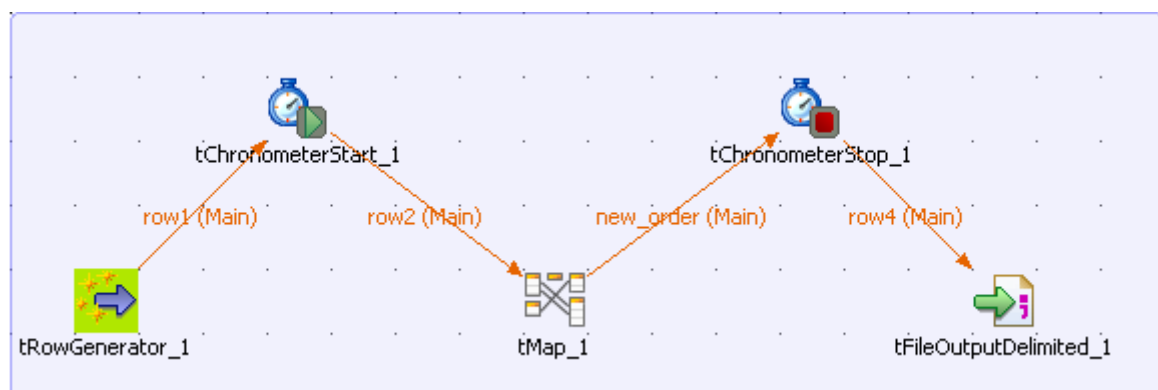 tChronometerStart_1
tChronometerStop_1
row1 (Main)
row2 (Main)
new_order (Main)
row4 (Main)
tRowGenerator_1
tMap_1
tFileOutputDelimited_1